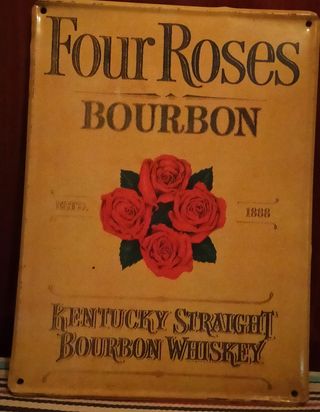 Four Roses
BOURBON
ESTD. 1888
KENTUCKY STRAIGHT
BOURBON WHISKEY